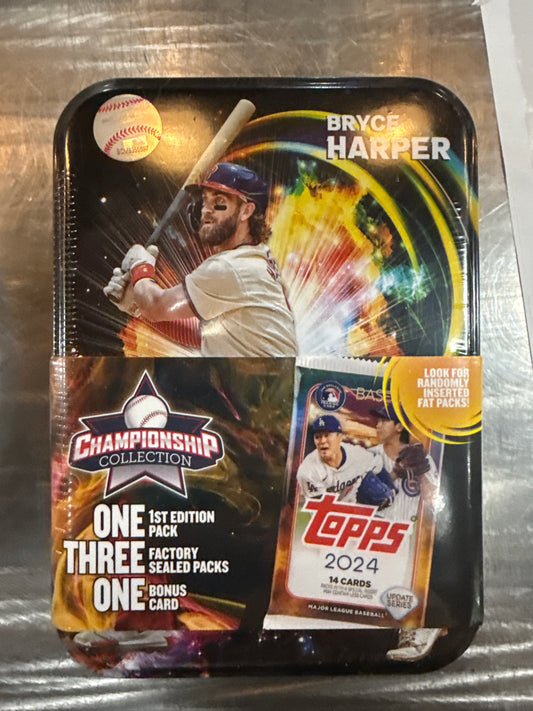 BRYCE
HARPER
LOOK FOR
RANDOMLY
INSERTED
FAT PACKS!
CHAMPIONSHIP
COLLECTION
ONE 1ST EDITION PACK
THREE FACTORY SEALED PACKS
ONE BONUS CARD
BASE
TOPPS
2024
14 CARDS
UPDATE
SERIES
MAJOR LEAGUE BASEBALL